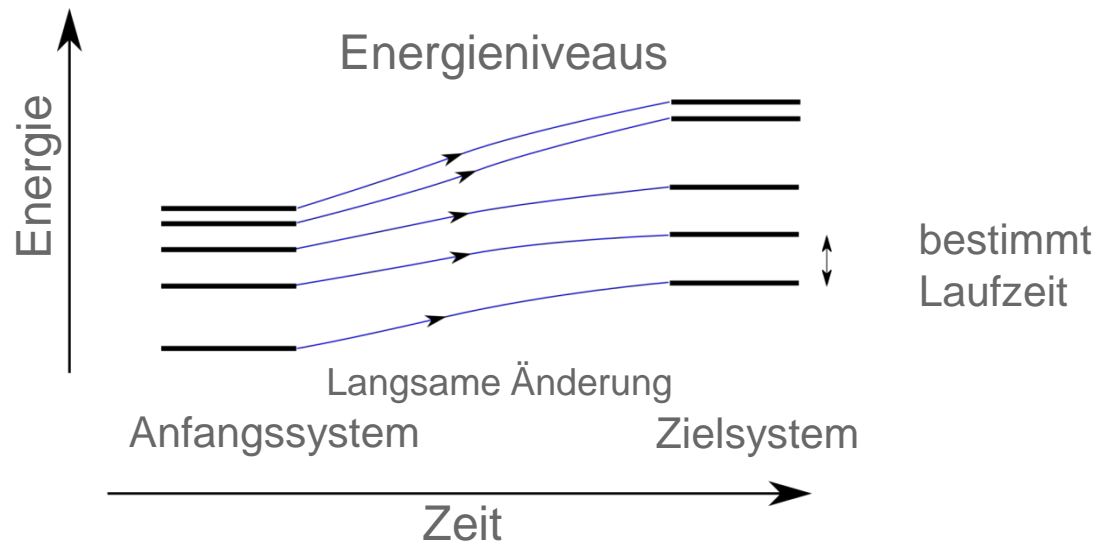 Energieniveaus
Energie
bestimmt
Laufzeit
Langsame Änderung
Anfangssystem
Zielsystem
Zeit